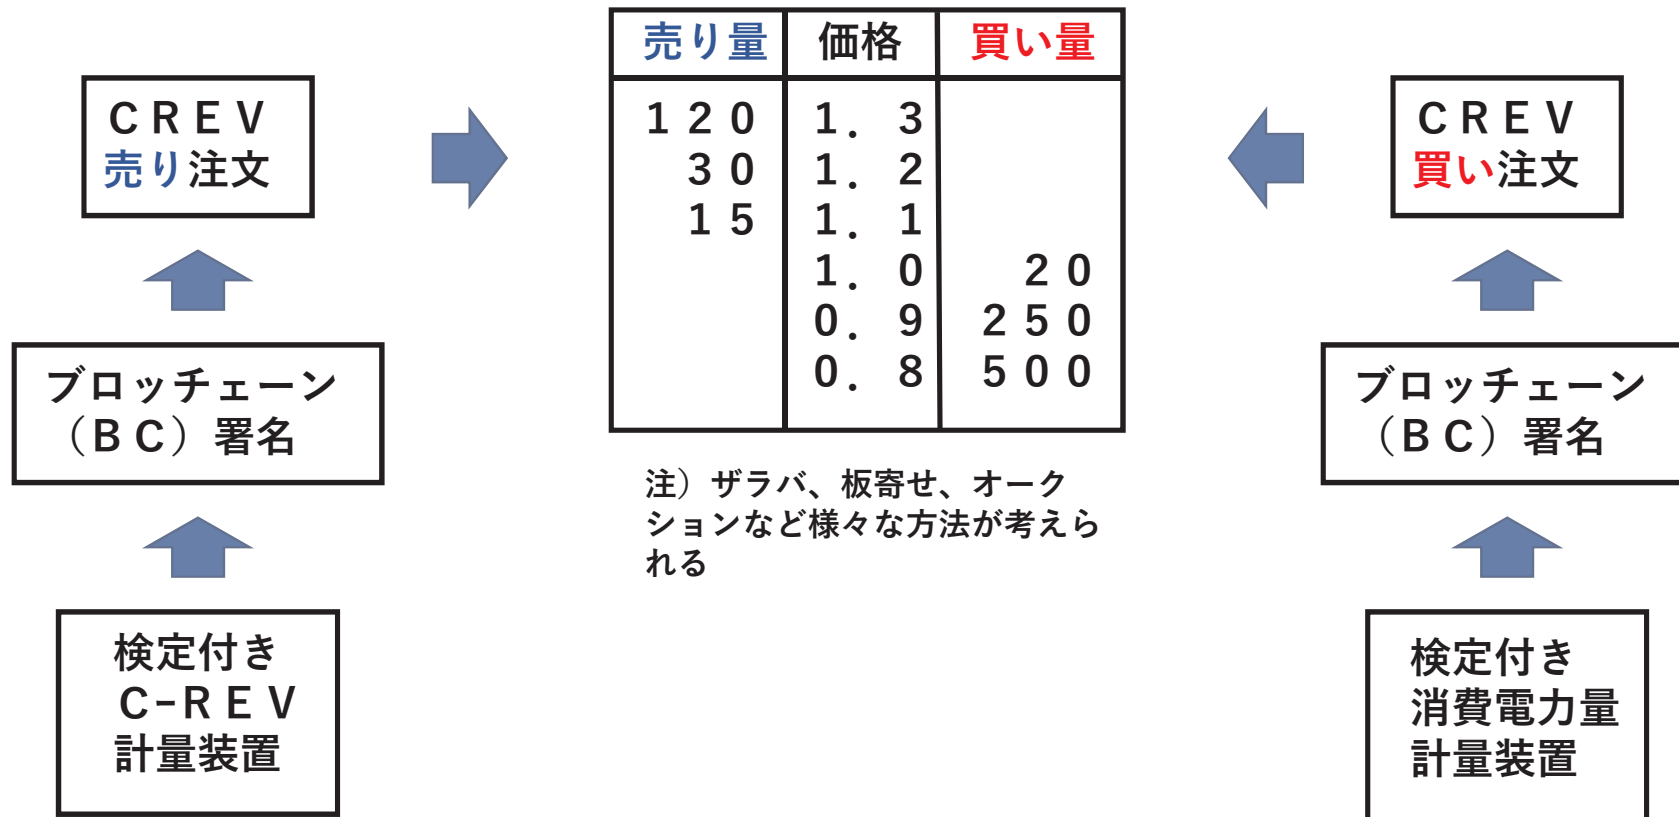 売り量 価格 買い量
120 1.3
30 1.2
15 1.1
1.0 20
0.9 250
0.8 500
注）ザラバ、板寄せ、オーク
ションなど様々な方法が考えら
れる
CREV
売り注文
ブロッチェーン
（BC）署名
検定付き
C-REV
計量装置
CREV
買い注文
ブロッチェーン
（BC）署名
検定付き
消費電力量
計量装置